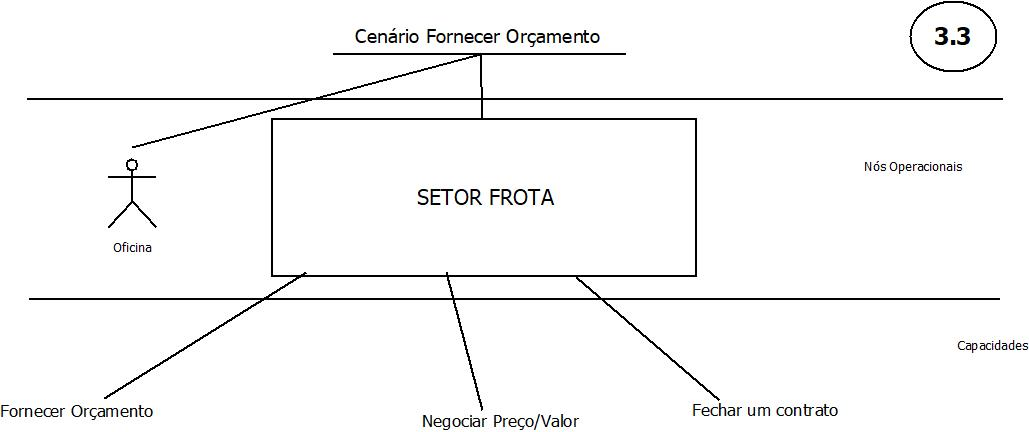 Cenário Fornecer Orçamento
3.3
Nós Operacionais
SETOR FROTA
Oficina
Capacidades
Fornecer Orçamento
Negociar Preço/Valor
Fechar um contrato